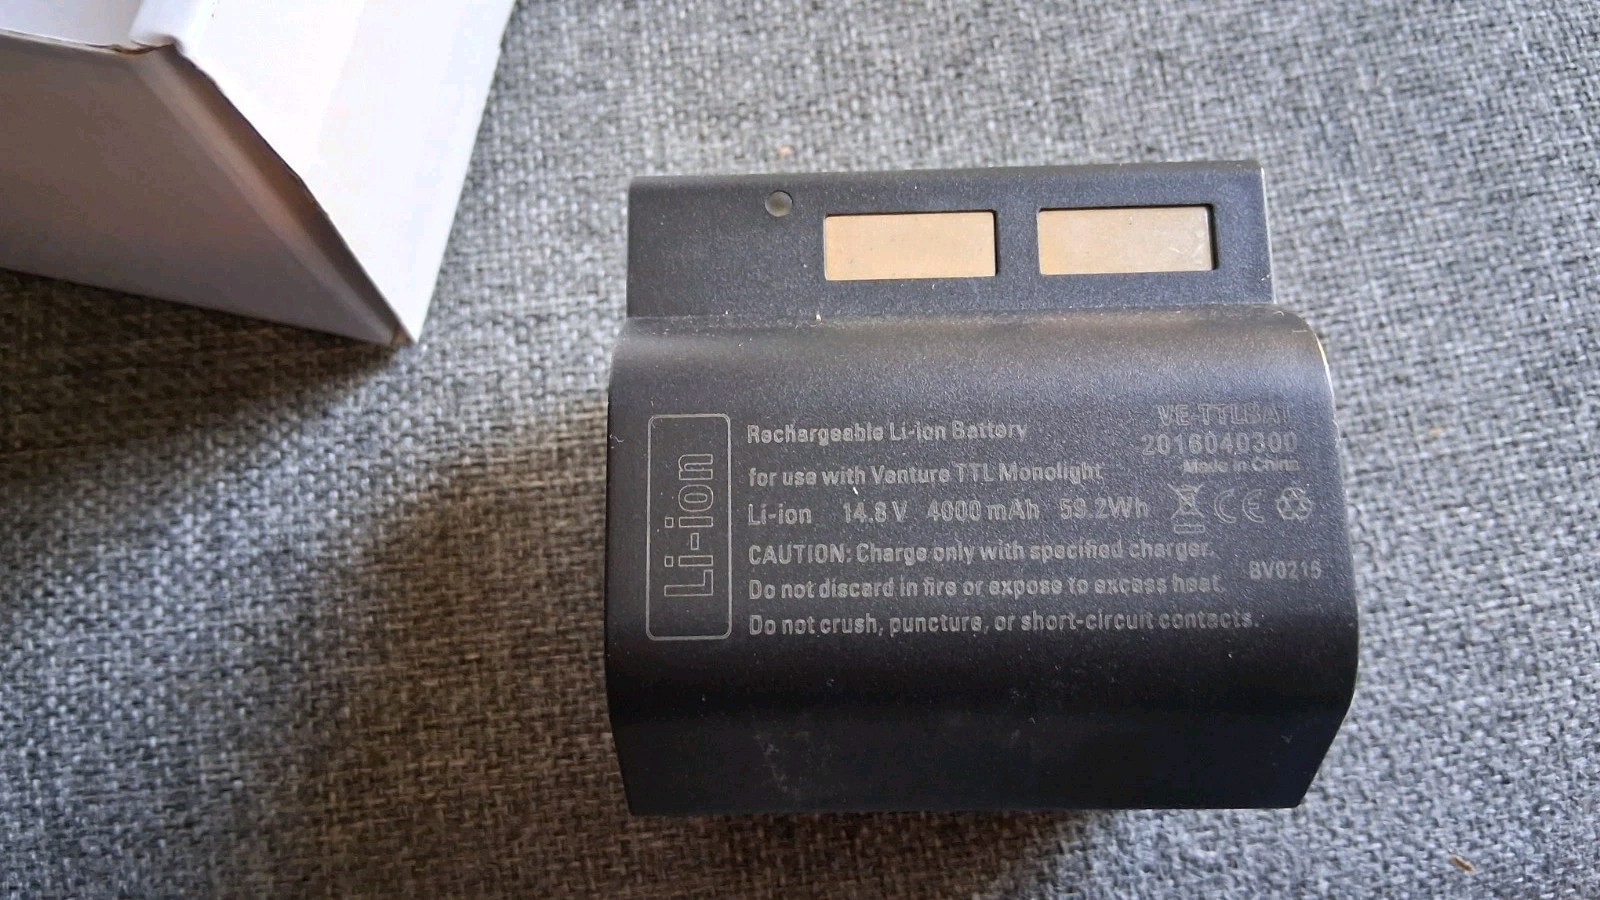 Li-ion
Rechargeable Li-ion Battery
for use with Venture TTL Monolight
Li-ion 14.8 V 4000 mAh 59.2Wh
CAUTION: Charge only with specified charger.
Do not discard in fire or expose to excess heat.
Do not crush, puncture, or short-circuit contacts.
VE-TTLBAT
2016040300
Made in China
CE
BV0216